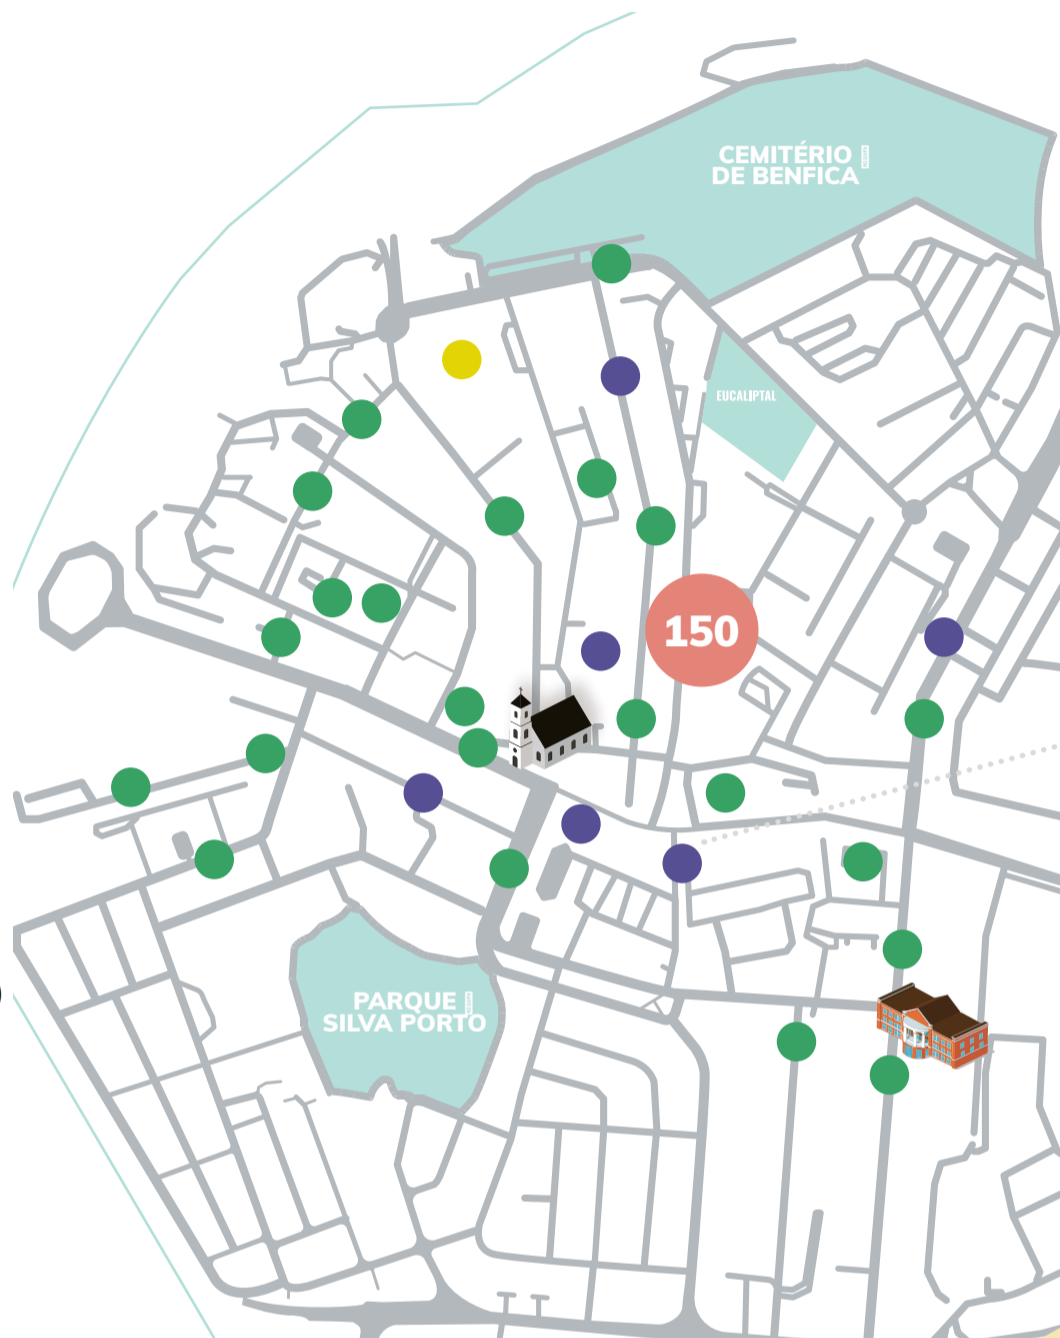 CEMITÉRIO
DE BENFICA
EUCALIPTAL
150
PARQUE
SILVA PORTO